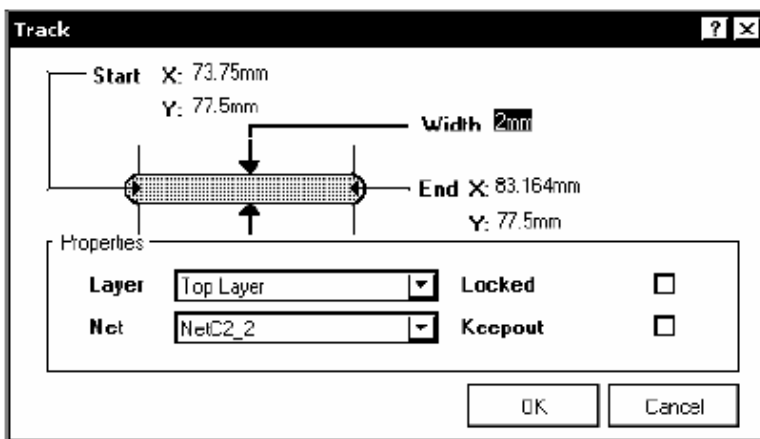 Track
Start X: 73.75mm
Y: 77.5mm
Width 2mm
End X: 83.164mm
Y: 77.5mm
Properties
Layer Top Layer Locked
Net NetC2_2 Keepout
OK Cancel